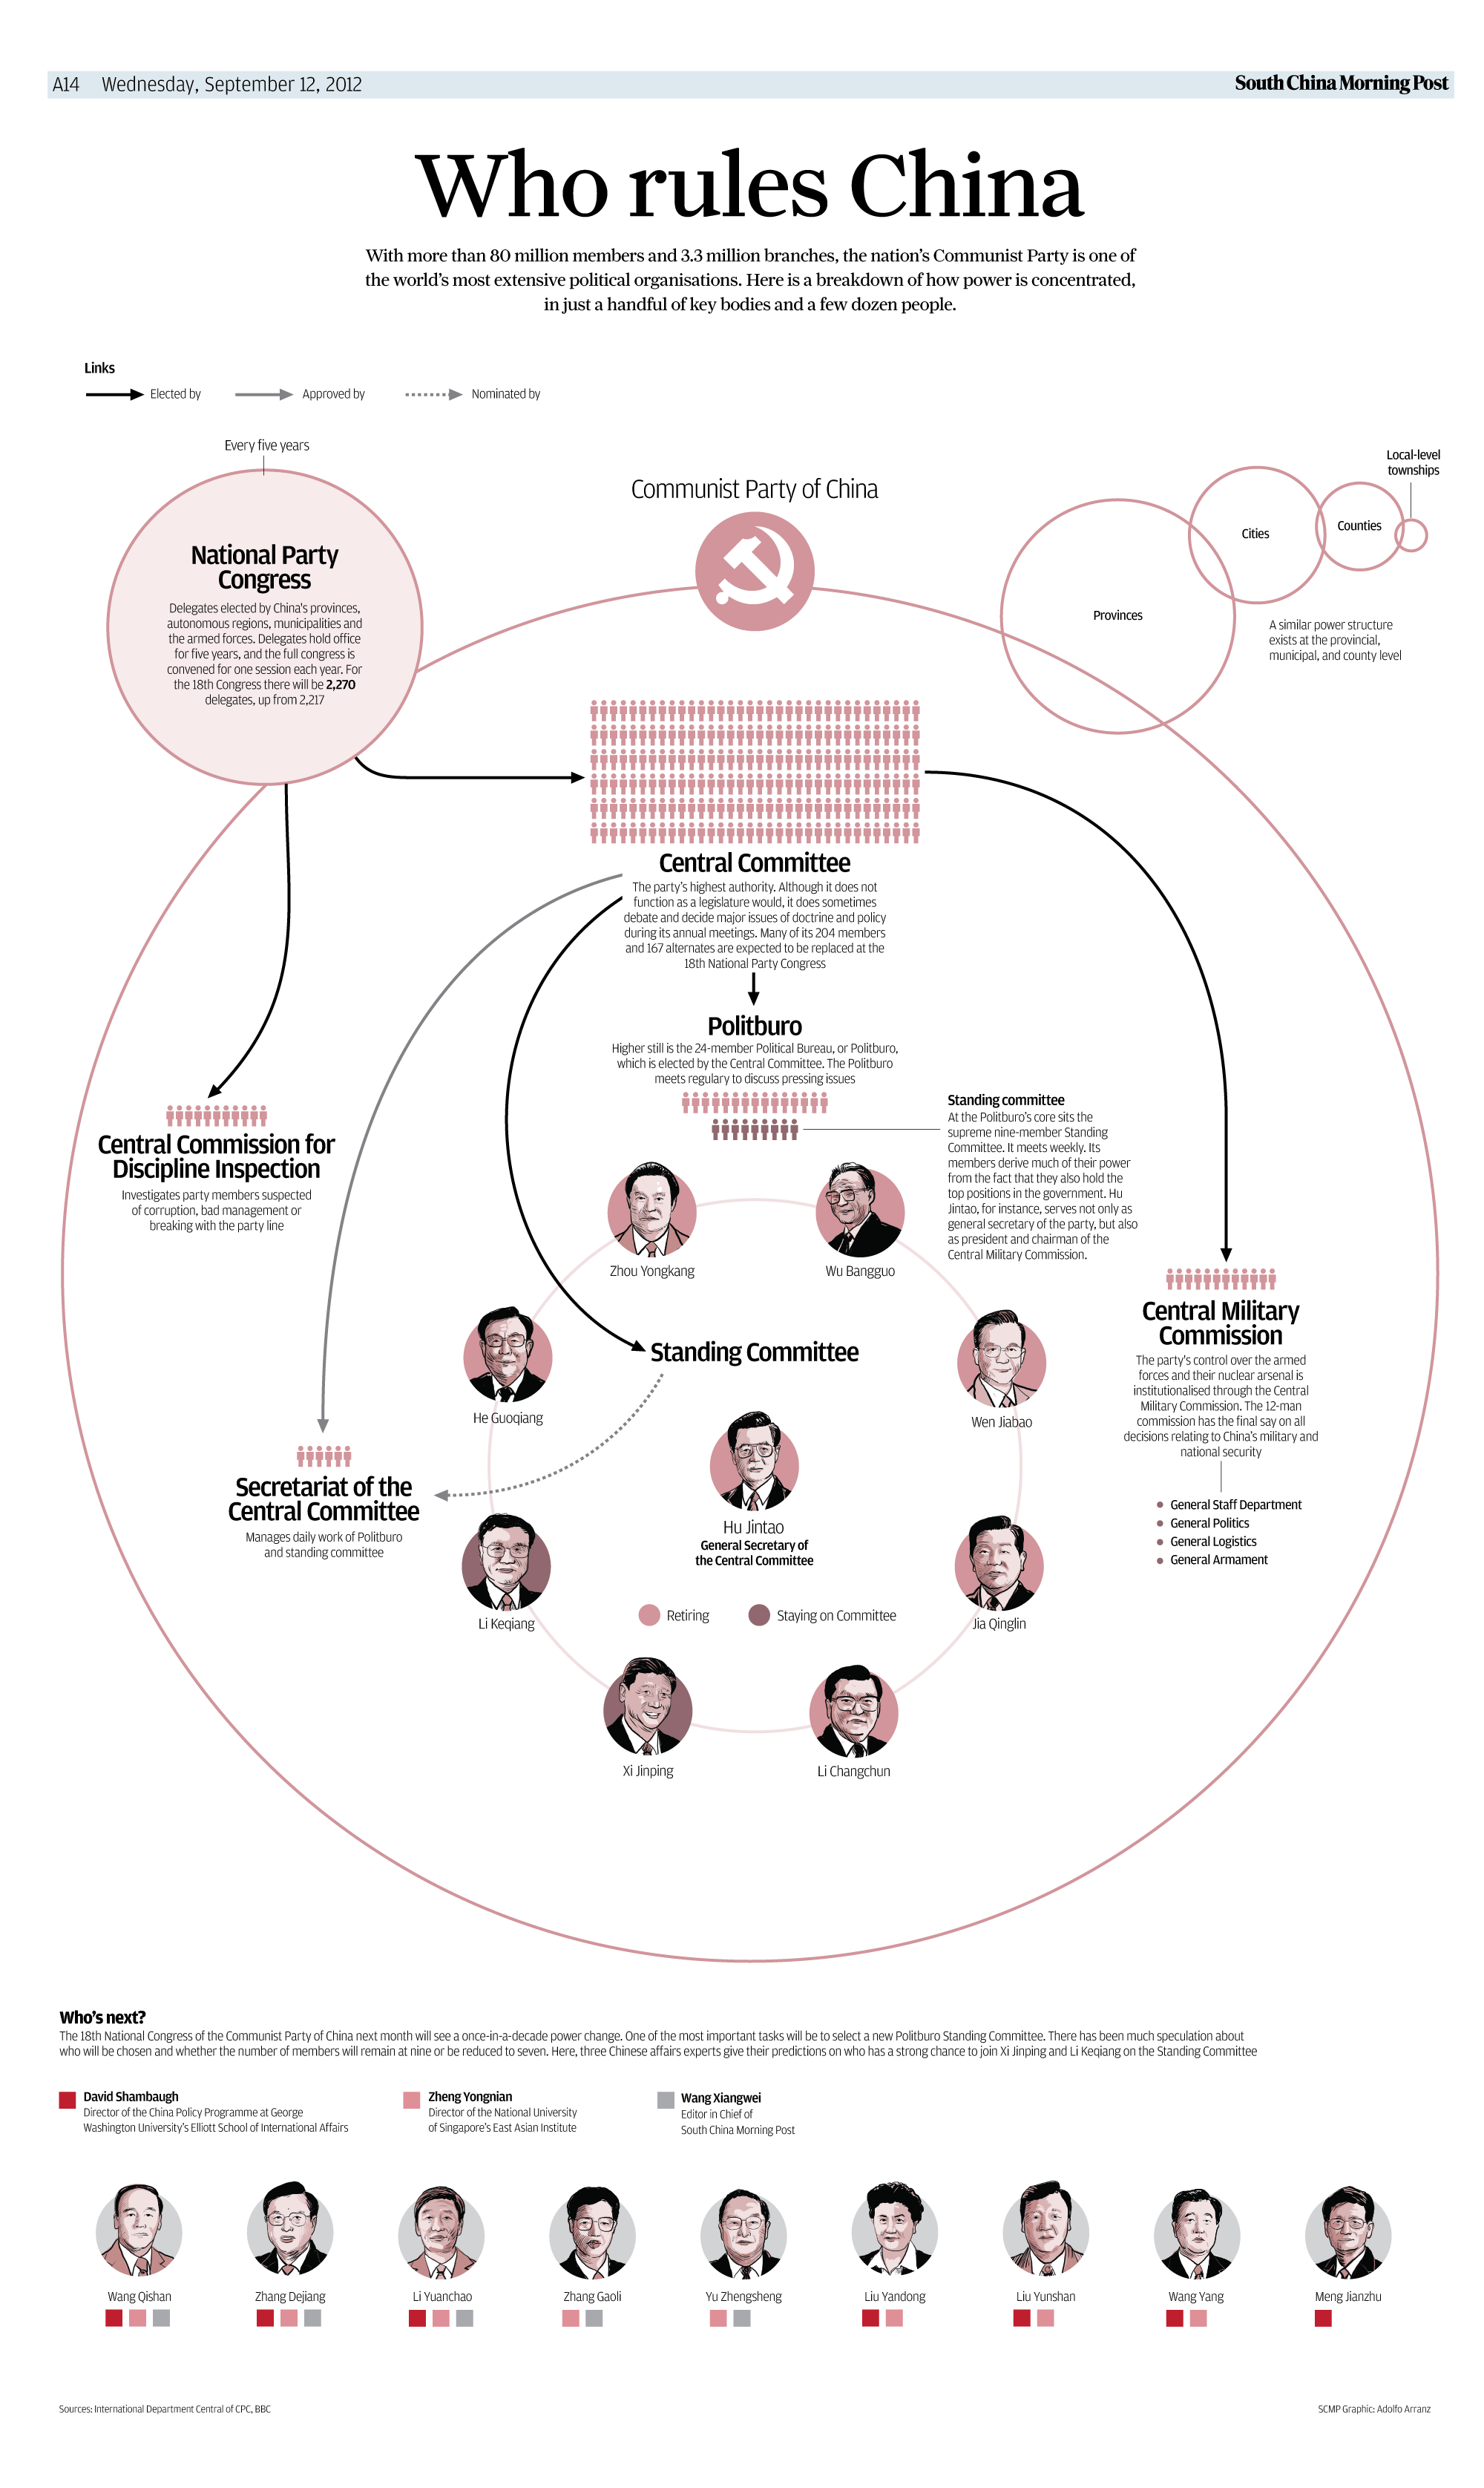 A14 Wednesday, September 12, 2012
South China Morning Post
Who rules China
With more than 80 million members and 3.3 million branches, the nation's Communist Party is one of
the world's most extensive political organisations. Here is a breakdown of how power is concentrated,
in just a handful of key bodies and a few dozen people.
Links
Elected by
Approved by
Nominated by
Every five years
National Party
Congress
Delegates elected by China's provinces,
autonomous regions, municipalities and
the armed forces. Delegates hold office
for five years, and the full congress is
convened for one session each year. For
the 18th Congress there will be 2,270
delegates, up from 2,217
Communist Party of China
Provinces
Cities
Counties
Local-level
townships
A similar power structure
exists at the provincial,
municipal, and county level
Central Committee
The party's highest authority. Although it does not
function as a legislature would, it does sometimes
debate and decide major issues of doctrine and policy
during its annual meetings. Many of its 204 members
and 167 alternates are expected to be replaced at the
18th National Party Congress
Politburo
Higher still is the 24-member Political Bureau, or Politburo,
which is elected by the Central Committee. The Politburo
meets regulary to discuss pressing issues
Standing committee
At the Politburo's core sits the
supreme nine-member Standing
Committee. It meets weekly. Its
members derive much of their power
from the fact that they also hold the
top positions in the government. Hu
Jintao, for instance, serves not only as
general secretary of the party, but also
as president and chairman of the
Central Military Commission.
Central Commission for
Discipline Inspection
Investigates party members suspected
of corruption, bad management or
breaking with the party line
Zhou Yongkang
Wu Bangguo
Standing Committee
He Guoqiang
Wen Jiabao
Central Military
Commission
The party's control over the armed
forces and their nuclear arsenal is
institutionalised through the Central
Military Commission. The 12-man
commission has the final say on all
decisions relating to China's military and
national security
General Staff Department
General Politics
General Logistics
General Armament
Secretariat of the
Central Committee
Manages daily work of Politburo
and standing committee
Hu Jintao
General Secretary of
the Central Committee
Li Keqiang
Retiring
Staying on Committee
Jia Qinglin
Xi Jinping
Li Changchun
Who's next?
The 18th National Congress of the Communist Party of China next month will see a once-in-a-decade power change. One of the most important tasks will be to select a new Politburo Standing Committee. There has been much speculation about
who will be chosen and whether the number of members will remain at nine or be reduced to seven. Here, three Chinese affairs experts give their predictions on who has a strong chance to join Xi Jinping and Li Keqiang on the Standing Committee
David Shambaugh
Director of the China Policy Programme at George
Washington University's Elliott School of International Affairs
Zheng Yongnian
Director of the National University
of Singapore's East Asian Institute
Wang Xiangwei
Editor in Chief of
South China Morning Post
Wang Qishan
Zhang Dejiang
Li Yuanchao
Zhang Gaoli
Yu Zhengsheng
Liu Yandong
Liu Yunshan
Wang Yang
Meng Jianzhu
Sources: International Department Central of CPC, BBC
SCMP Graphic: Adolfo Arranz